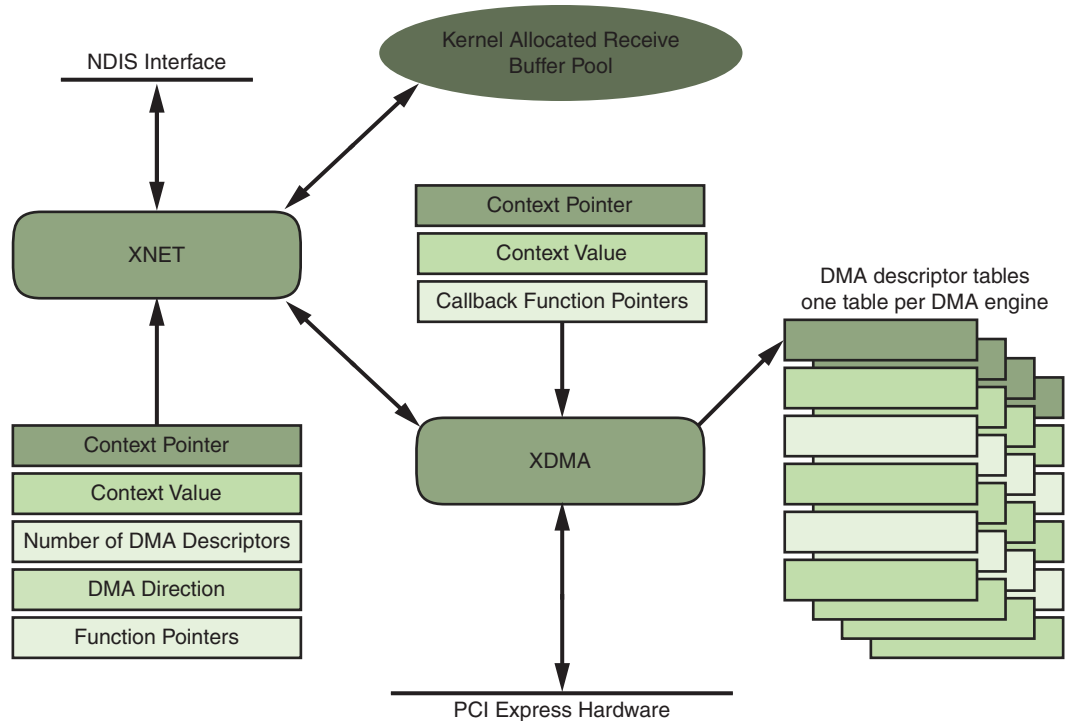 Kernel Allocated Receive
Buffer Pool
NDIS Interface
XNET
Context Pointer
Context Value
Callback Function Pointers
DMA descriptor tables
one table per DMA engine
XDMA
Context Pointer
Context Value
Number of DMA Descriptors
DMA Direction
Function Pointers
PCI Express Hardware